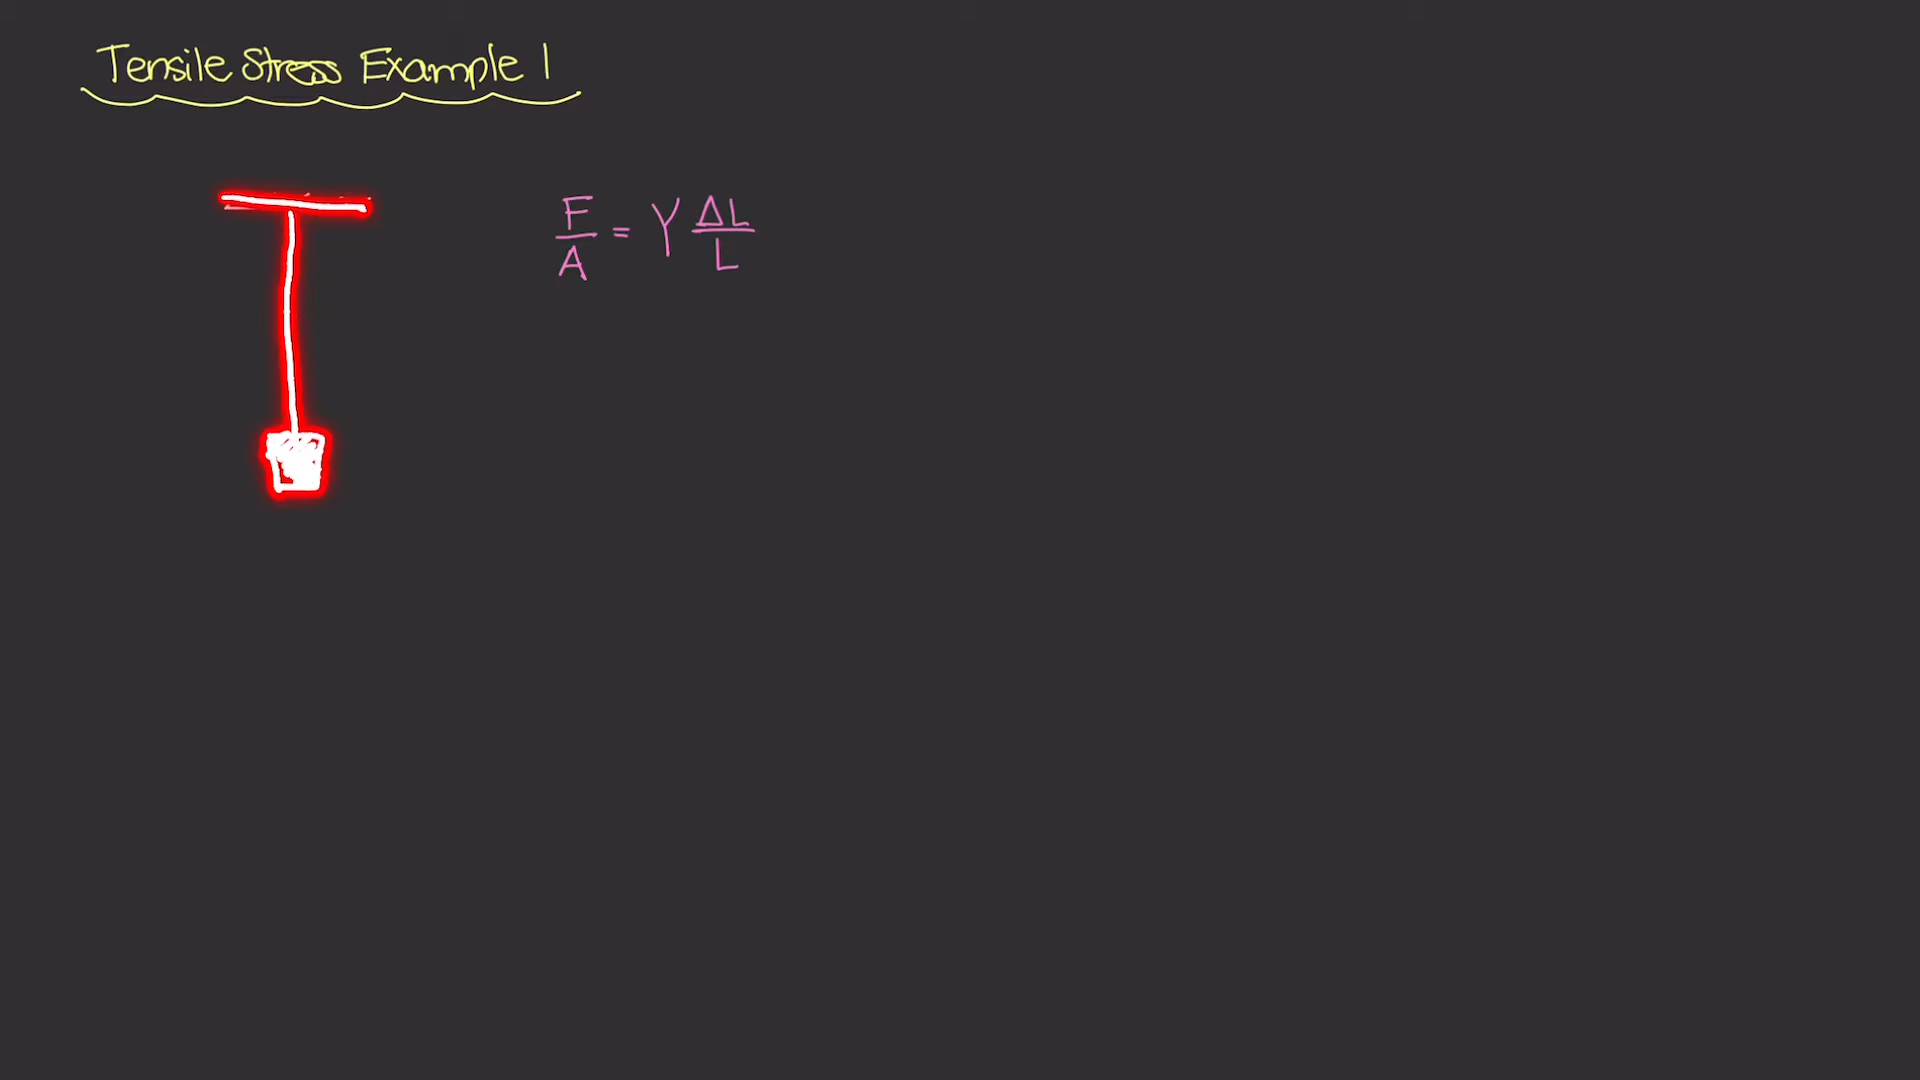 Tensile Stress Example 1
F/A = Y ΔL/L